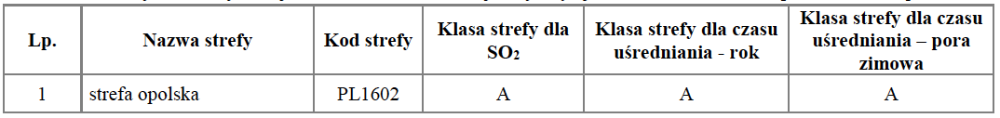 Lp. Nazwa strefy Kod strefy Klasa strefy dla SO₂ Klasa strefy dla czasu uśredniania - rok Klasa strefy dla czasu uśredniania – pora zimowa
1 strefa opolska PL1602 A A A